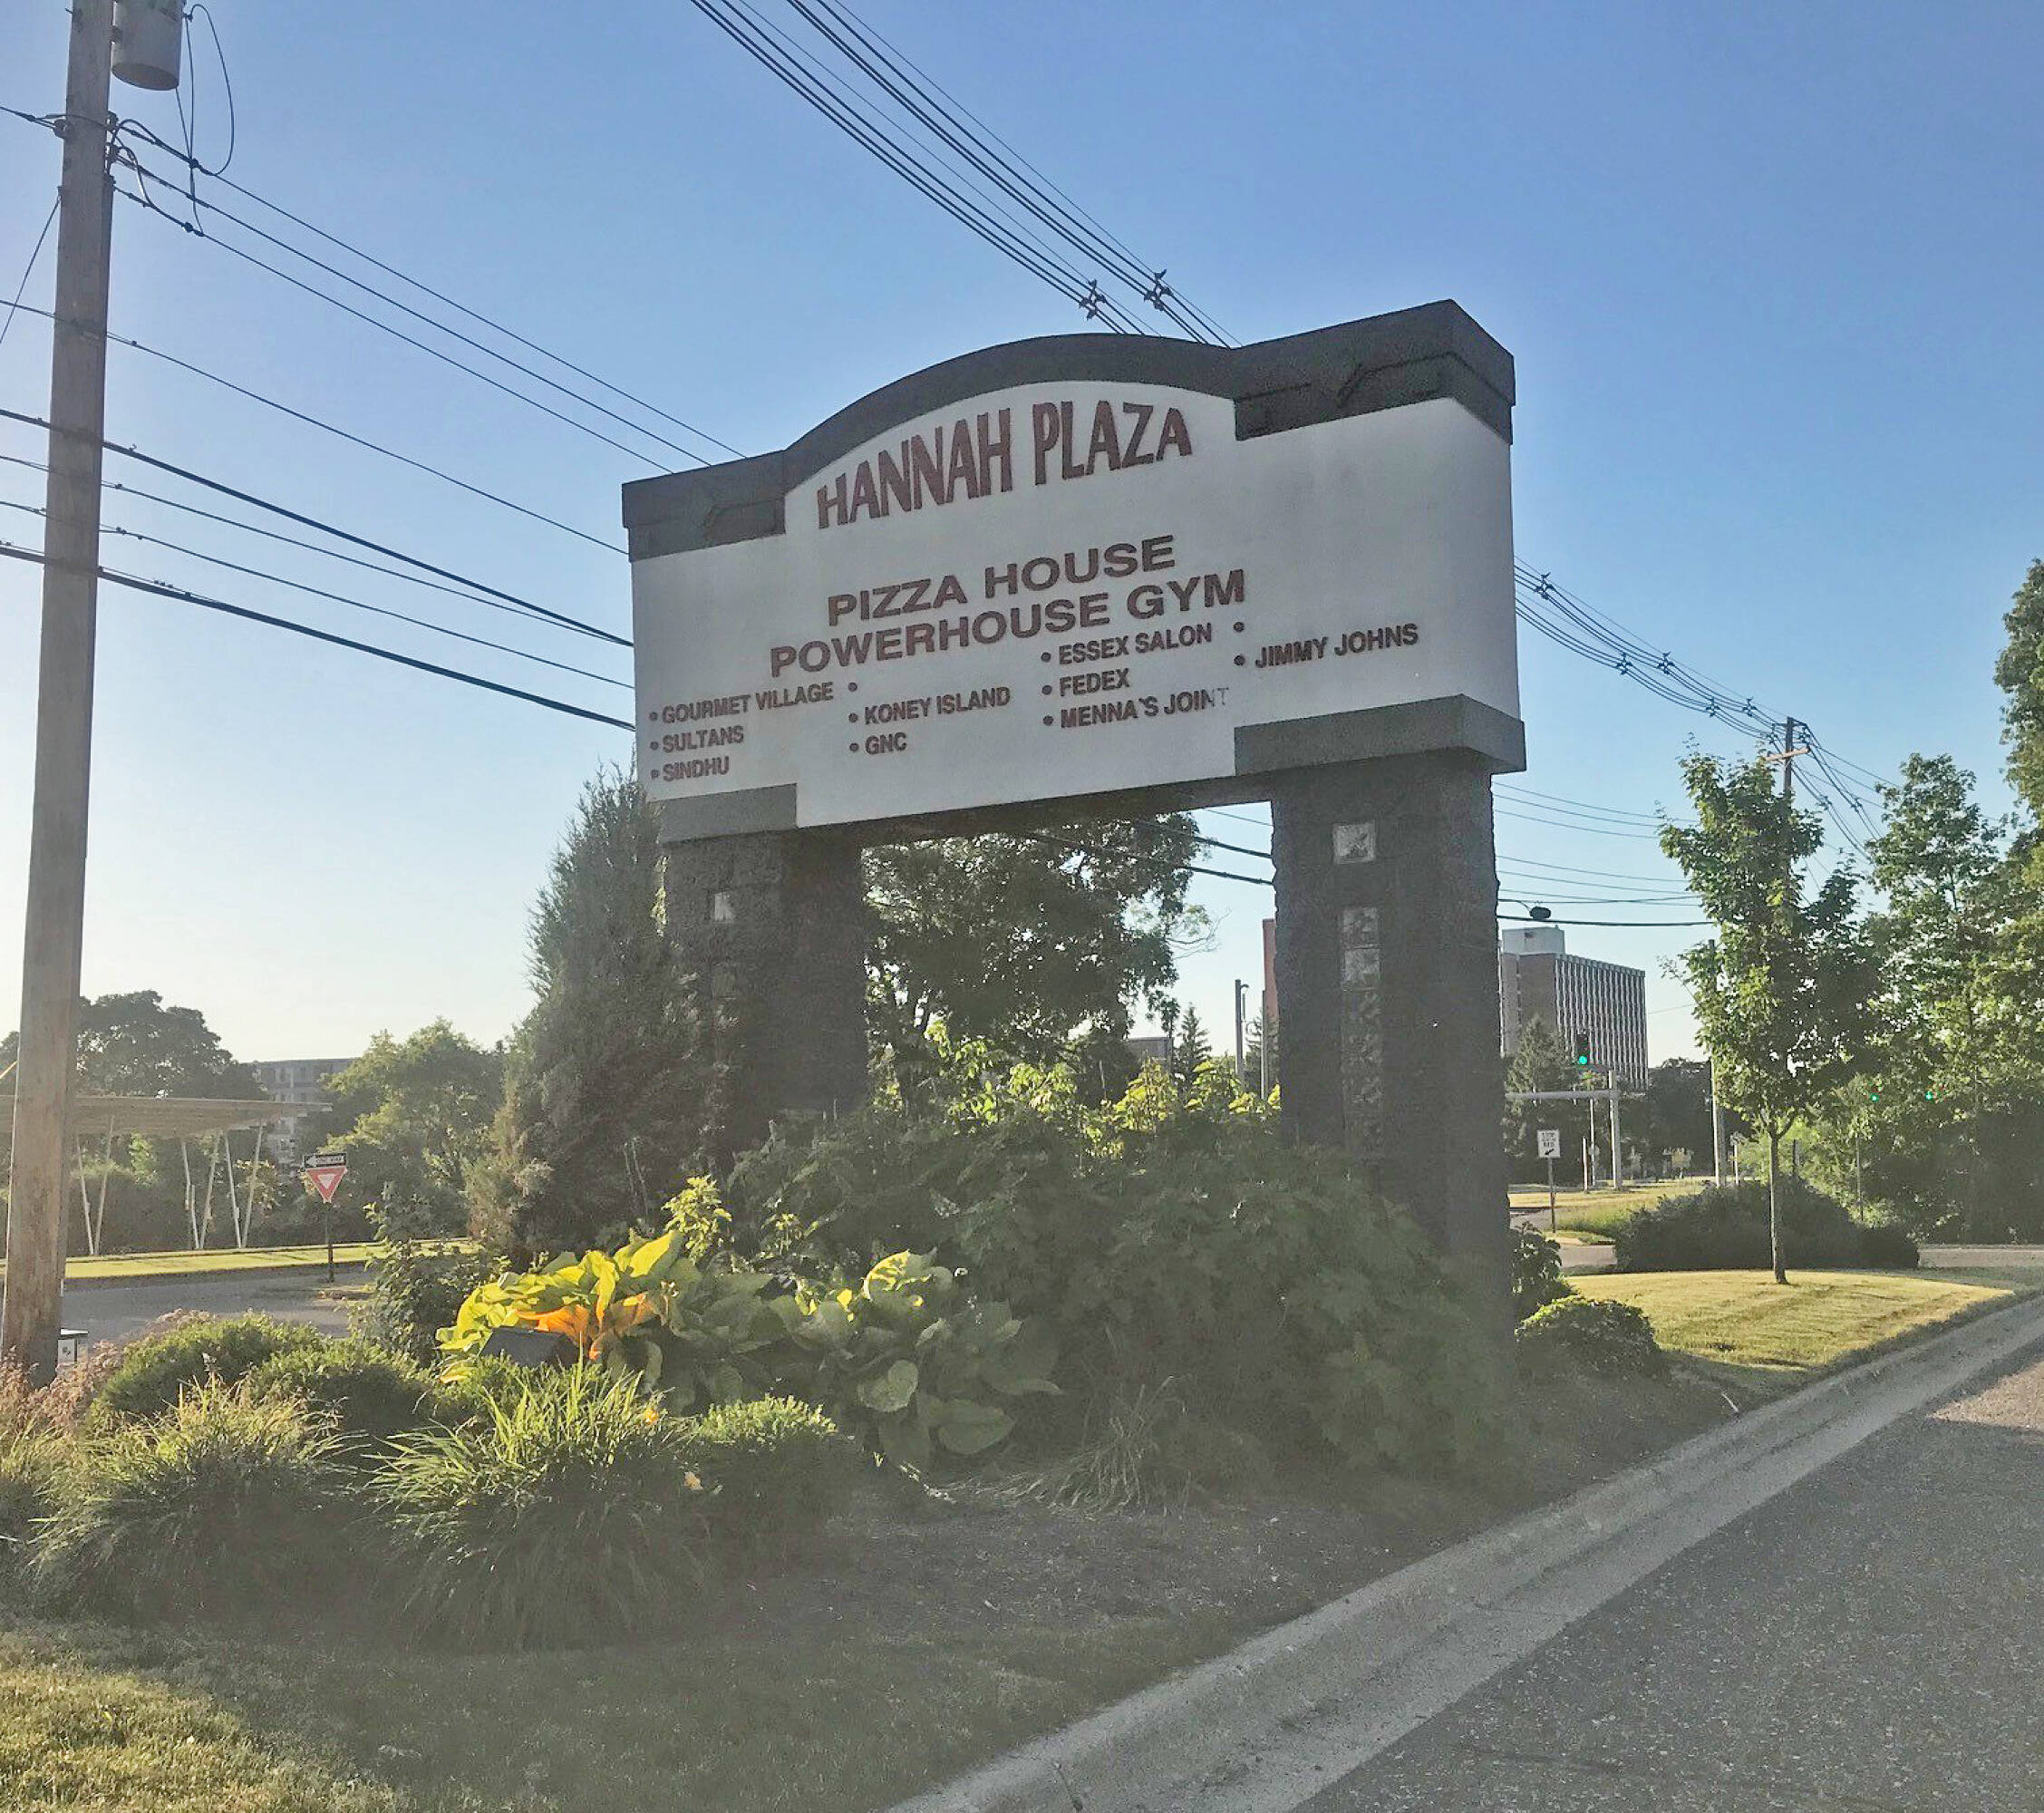 HANNAH PLAZA
PIZZA HOUSE
POWERHOUSE GYM
• GOURMET VILLAGE
• SULTANS
• SINDHU
•
• KONEY ISLAND
• GNC
• ESSEX SALON
• FEDEX
• MENNA'S JOINT
•
• JIMMY JOHNS